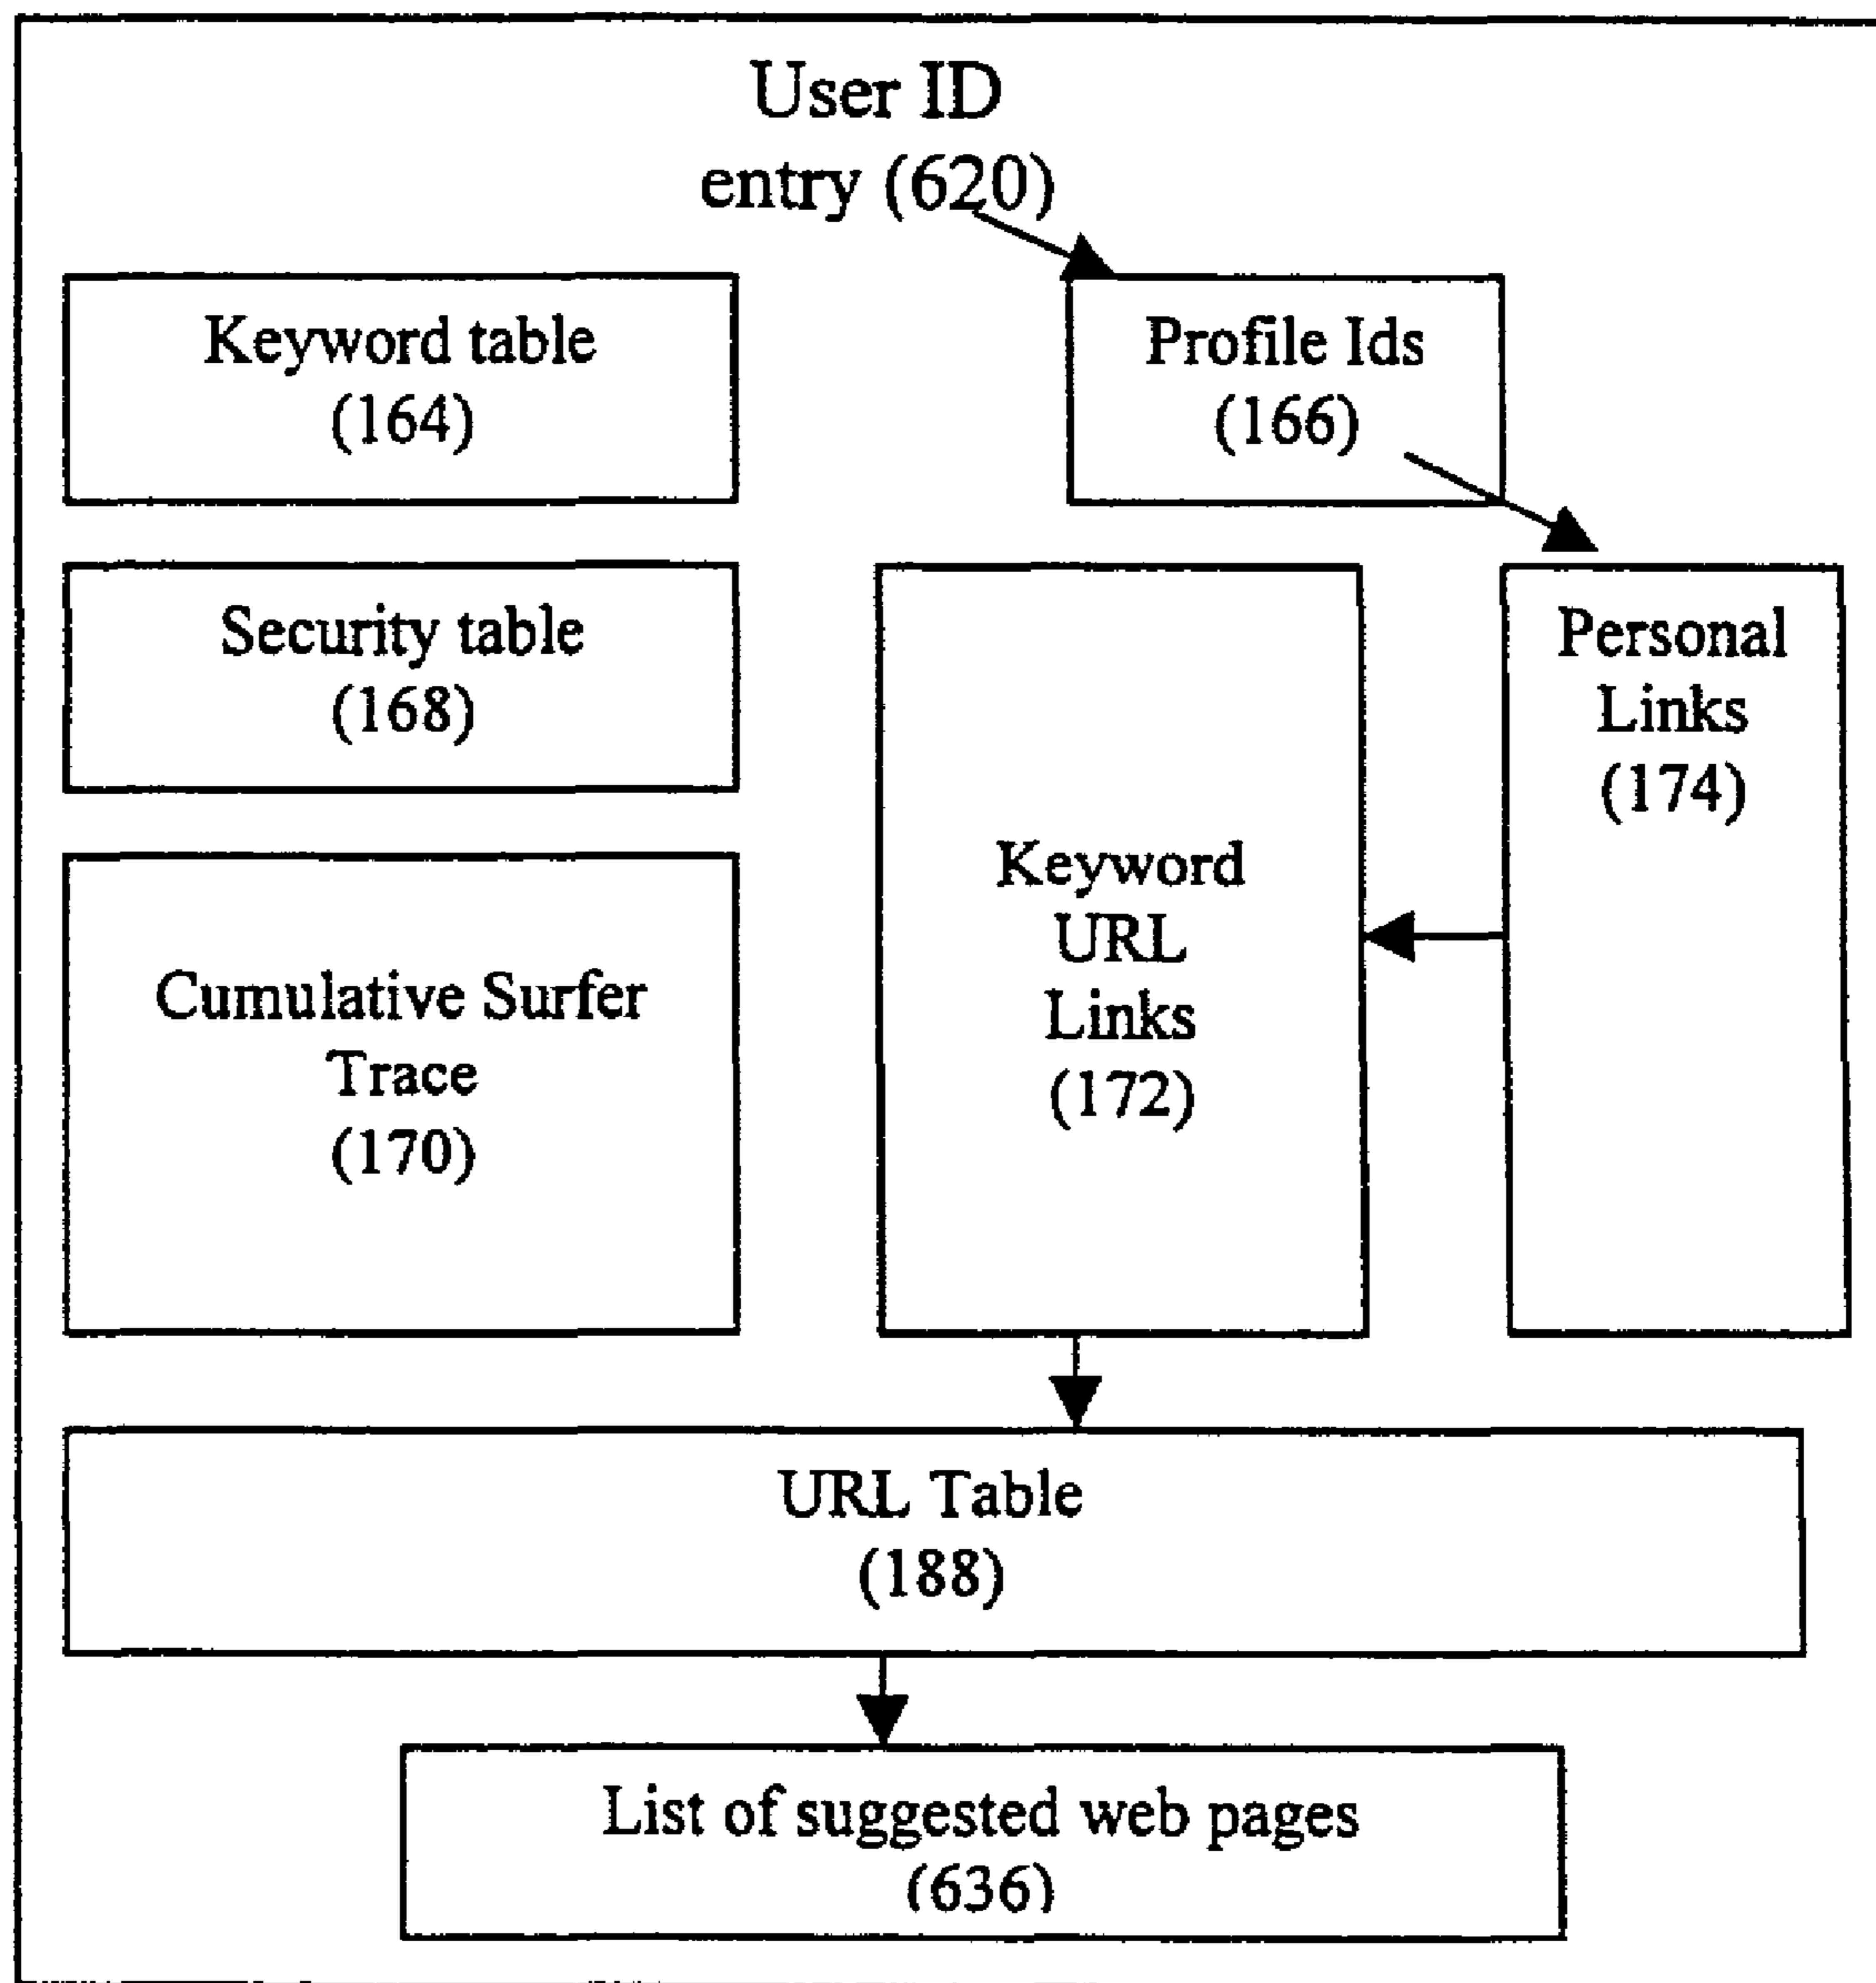 User ID
entry (620)
Keyword table
(164)
Profile Ids
(166)
Security table
(168)
Keyword
URL
Links
(172)
Personal
Links
(174)
Cumulative Surfer
Trace
(170)
URL Table
(188)
List of suggested web pages
(636)